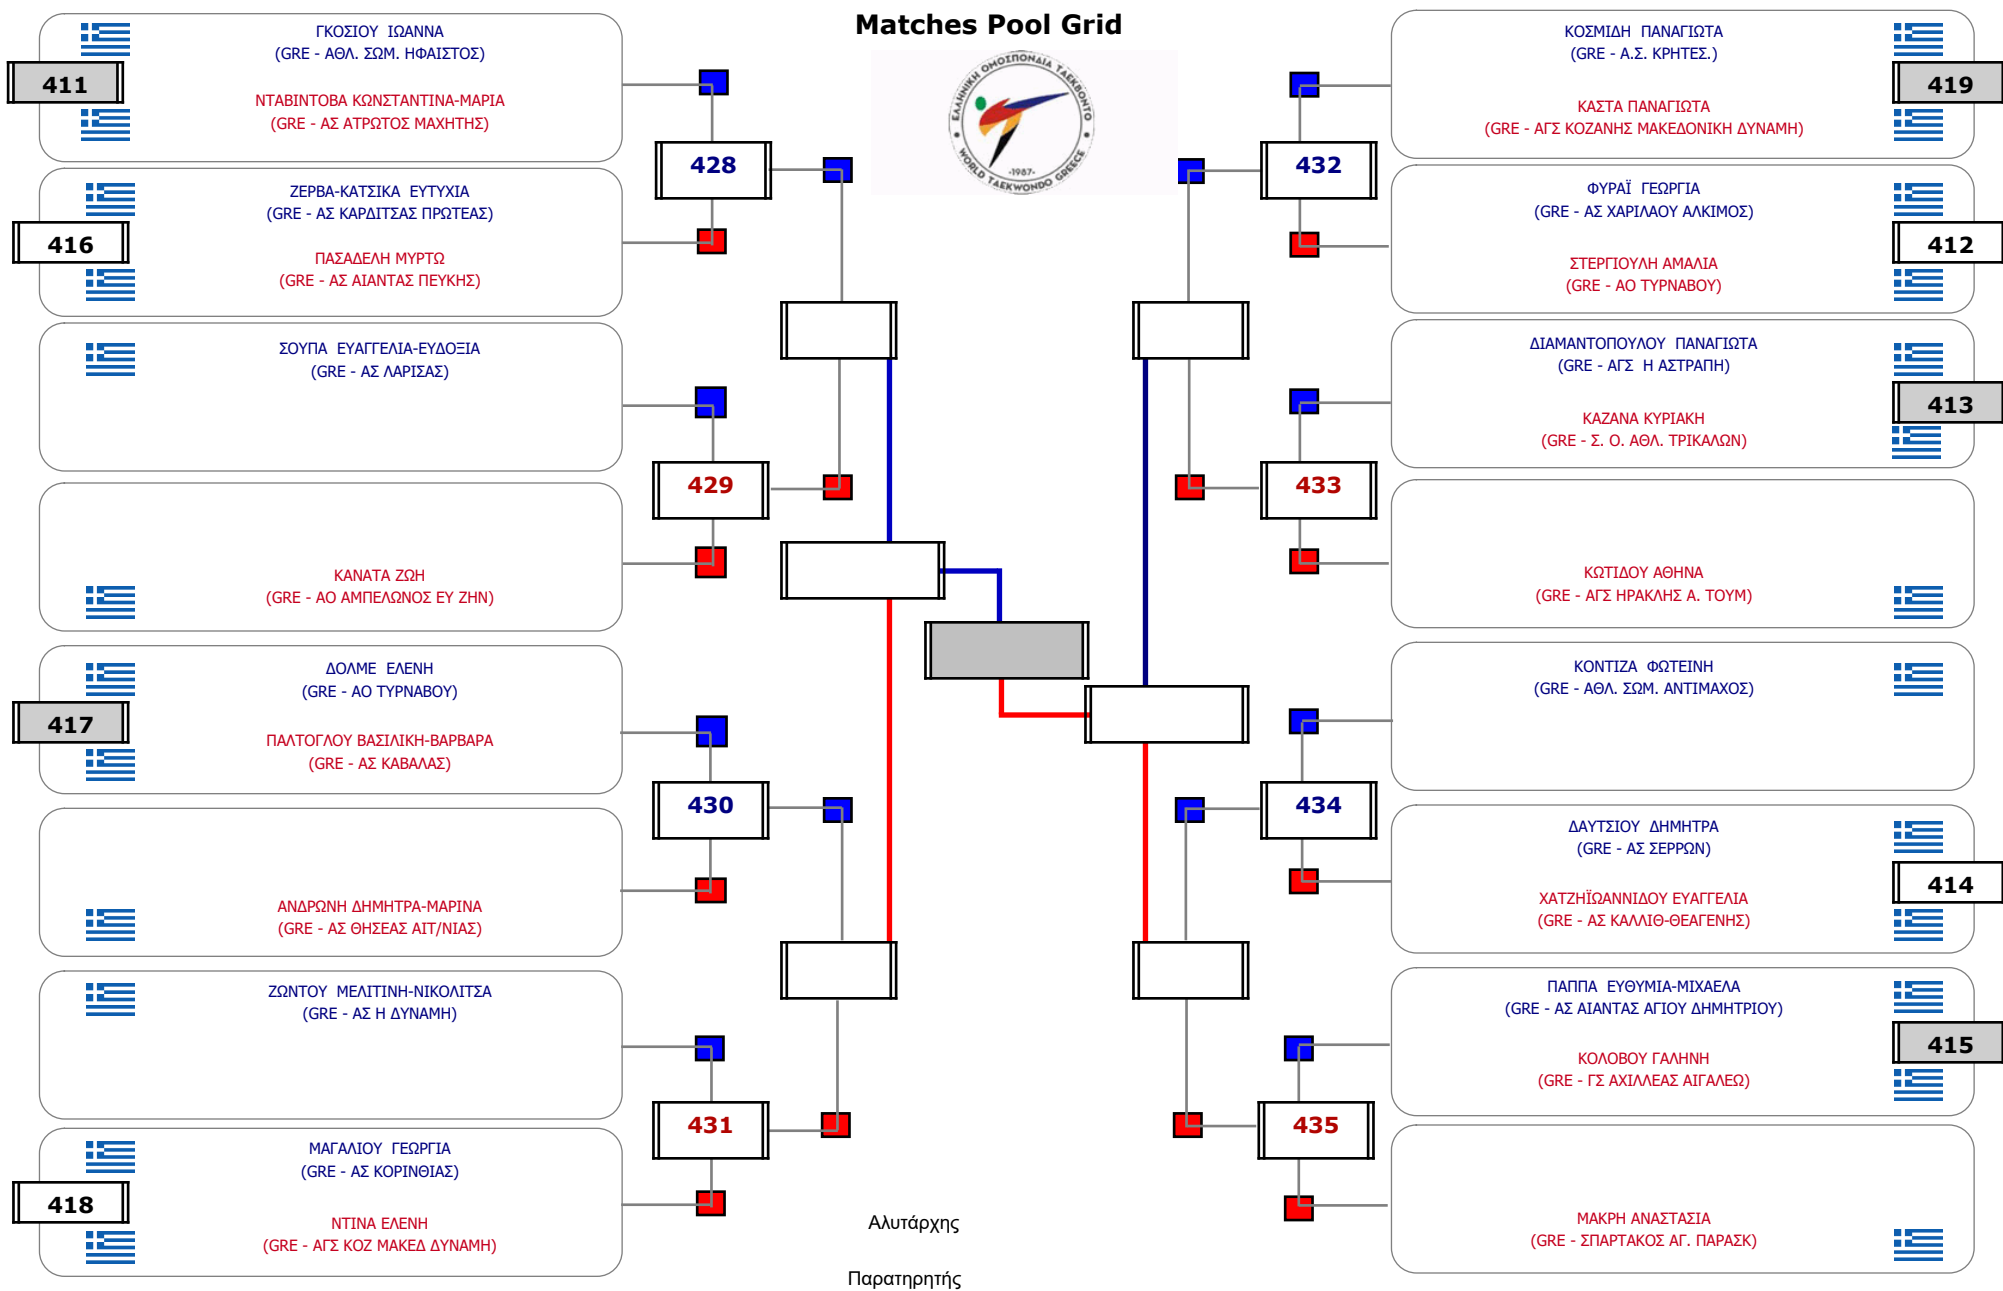 Matches Pool Grid
ΕΛΛΗΝΙΚΗ ΟΜΟΣΠΟΝΔΙΑ ΤΑΕΚΒΟΝΤΟ
-1987-
WORLD TAEKWONDO GREECE
ΓΚΟΣΙΟΥ ΙΩΑΝΝΑ
(GRE - ΑΘΛ. ΣΩΜ. ΗΦΑΙΣΤΟΣ)
411
ΝΤΑΒΙΝΤΟΒΑ ΚΩΝΣΤΑΝΤΙΝΑ-ΜΑΡΙΑ
(GRE - ΑΣ ΑΤΡΩΤΟΣ ΜΑΧΗΤΗΣ)
428
ΖΕΡΒΑ-ΚΑΤΣΙΚΑ ΕΥΤΥΧΙΑ
(GRE - ΑΣ ΚΑΡΔΙΤΣΑΣ ΠΡΩΤΕΑΣ)
416
ΠΑΣΑΔΕΛΗ ΜΥΡΤΩ
(GRE - ΑΣ ΑΙΑΝΤΑΣ ΠΕΥΚΗΣ)
ΣΟΥΠΑ ΕΥΑΓΓΕΛΙΑ-ΕΥΔΟΞΙΑ
(GRE - ΑΣ ΛΑΡΙΣΑΣ)
429
ΚΑΝΑΤΑ ΖΩΗ
(GRE - ΑΟ ΑΜΠΕΛΩΝΟΣ ΕΥ ΖΗΝ)
ΔΟΛΜΕ ΕΛΕΝΗ
(GRE - ΑΟ ΤΥΡΝΑΒΟΥ)
417
ΠΑΛΤΟΓΛΟΥ ΒΑΣΙΛΙΚΗ-ΒΑΡΒΑΡΑ
(GRE - ΑΣ ΚΑΒΑΛΑΣ)
430
ΑΝΔΡΩΝΗ ΔΗΜΗΤΡΑ-ΜΑΡΙΝΑ
(GRE - ΑΣ ΘΗΣΕΑΣ ΑΙΤ/ΝΙΑΣ)
ΖΩΝΤΟΥ ΜΕΛΙΤΙΝΗ-ΝΙΚΟΛΙΤΣΑ
(GRE - ΑΣ Η ΔΥΝΑΜΗ)
431
ΜΑΓΑΛΙΟΥ ΓΕΩΡΓΙΑ
(GRE - ΑΣ ΚΟΡΙΝΘΙΑΣ)
418
ΝΤΙΝΑ ΕΛΕΝΗ
(GRE - ΑΓΣ ΚΟΖ ΜΑΚΕΔ ΔΥΝΑΜΗ)
ΚΟΣΜΙΔΗ ΠΑΝΑΓΙΩΤΑ
(GRE - Α.Σ. ΚΡΗΤΕΣ.)
419
ΚΑΣΤΑ ΠΑΝΑΓΙΩΤΑ
(GRE - ΑΓΣ ΚΟΖΑΝΗΣ ΜΑΚΕΔΟΝΙΚΗ ΔΥΝΑΜΗ)
432
ΦΥΡΑΪ ΓΕΩΡΓΙΑ
(GRE - ΑΣ ΧΑΡΙΛΑΟΥ ΑΛΚΙΜΟΣ)
412
ΣΤΕΡΓΙΟΥΛΗ ΑΜΑΛΙΑ
(GRE - ΑΟ ΤΥΡΝΑΒΟΥ)
ΔΙΑΜΑΝΤΟΠΟΥΛΟΥ ΠΑΝΑΓΙΩΤΑ
(GRE - ΑΓΣ Η ΑΣΤΡΑΠΗ)
413
ΚΑΖΑΝΑ ΚΥΡΙΑΚΗ
(GRE - Σ. Ο. ΑΘΛ. ΤΡΙΚΑΛΩΝ)
433
ΚΩΤΙΔΟΥ ΑΘΗΝΑ
(GRE - ΑΓΣ ΗΡΑΚΛΗΣ Α. ΤΟΥΜ)
ΚΟΝΤΙΖΑ ΦΩΤΕΙΝΗ
(GRE - ΑΘΛ. ΣΩΜ. ΑΝΤΙΜΑΧΟΣ)
434
ΔΑΥΤΣΙΟΥ ΔΗΜΗΤΡΑ
(GRE - ΑΣ ΣΕΡΡΩΝ)
414
ΧΑΤΖΗΪΩΑΝΝΙΔΟΥ ΕΥΑΓΓΕΛΙΑ
(GRE - ΑΣ ΚΑΛΛΙΘ-ΘΕΑΓΕΝΗΣ)
ΠΑΠΠΑ ΕΥΘΥΜΙΑ-ΜΙΧΑΕΛΑ
(GRE - ΑΣ ΑΙΑΝΤΑΣ ΑΓΙΟΥ ΔΗΜΗΤΡΙΟΥ)
415
ΚΟΛΟΒΟΥ ΓΑΛΗΝΗ
(GRE - ΓΣ ΑΧΙΛΛΕΑΣ ΑΙΓΑΛΕΩ)
435
ΜΑΚΡΗ ΑΝΑΣΤΑΣΙΑ
(GRE - ΣΠΑΡΤΑΚΟΣ ΑΓ. ΠΑΡΑΣΚ)
Αλυτάρχης
Παρατηρητής